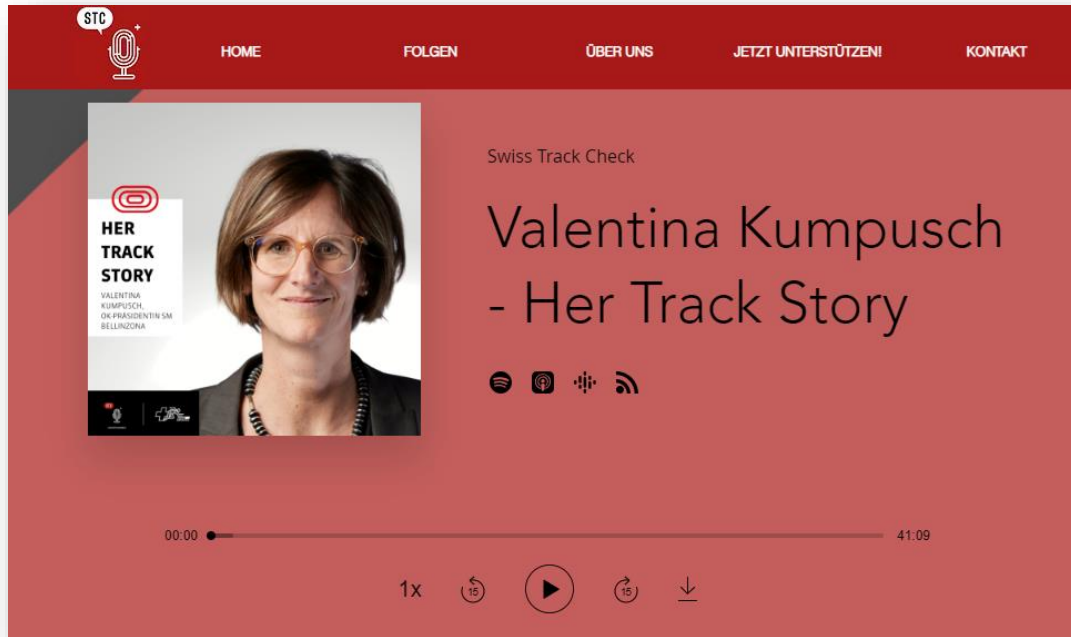 STC
HOME
FOLGEN
ÜBER UNS
JETZT UNTERSTÜTZEN!
KONTAKT
HER
TRACK
STORY
VALENTINA
KUMPUSCH,
OK-PRÄSIDENTIN SM
BELLINZONA
Swiss Track Check
Valentina Kumpusch
- Her Track Story
00:00
41:09
1x
15
15